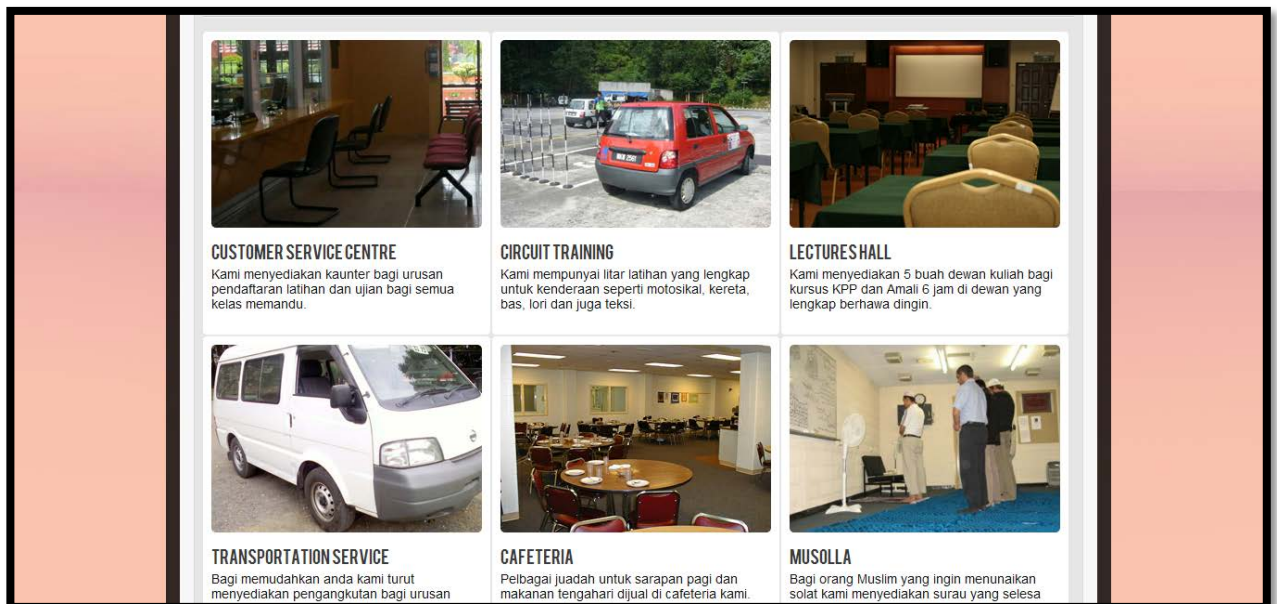 CUSTOMER SERVICE CENTRE
Kami menyediakan kaunter bagi urusan
pendaftaran latihan dan ujian bagi semua
kelas memandu.
CIRCUIT TRAINING
Kami mempunyai litar latihan yang lengkap
untuk kenderaan seperti motosikal, kereta,
bas, lori dan juga teksi.
LECTURES HALL
Kami menyediakan 5 buah dewan kuliah bagi
kursus KPP dan Amali 6 jam di dewan yang
lengkap berhawa dingin.
TRANSPORTATION SERVICE
Bagi memudahkan anda kami turut
menyediakan pengangkutan bagi urusan
CAFETERIA
Pelbagai juadah untuk sarapan pagi dan
makanan tengahari dijual di cafeteria kami.
MUSOLLA
Bagi orang Muslim yang ingin menunaikan
solat kami menyediakan surau yang selesa